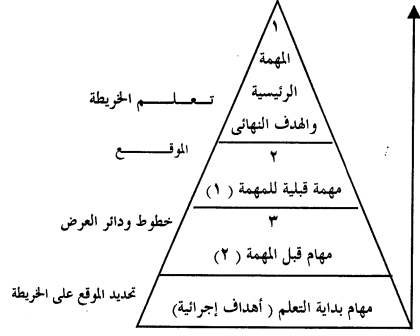 ١
المهمة
الرئيسية
تعلم الخريطة
والهدف النهائى
الموقع
٢
مهمة قبلية للمهمة (١)
خطوط ودائر العرض
٣
مهام قبل المهمة (٢)
تحديد الموقع على الخريطة
مهام بداية التعلم (أهداف إجرائية)